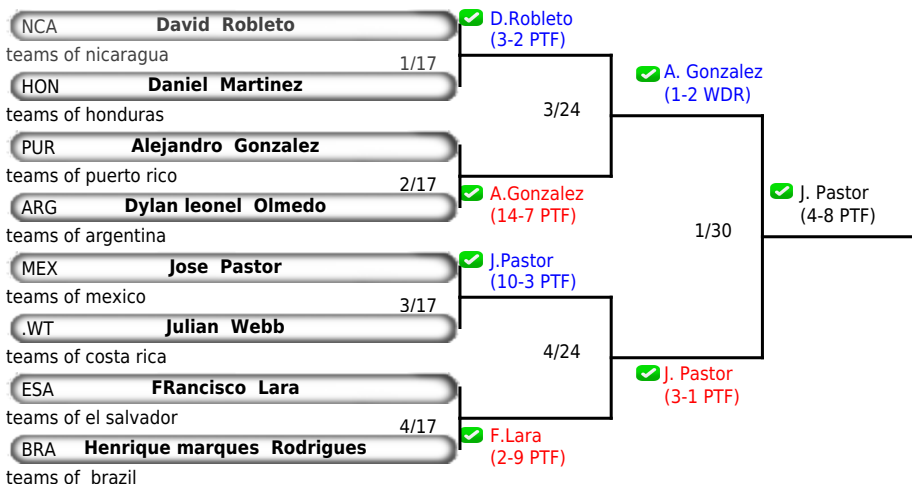 NCA David Robleto
teams of nicaragua
1/17
HON Daniel Martinez
teams of honduras
PUR Alejandro Gonzalez
teams of puerto rico
2/17
ARG Dylan leonel Olmedo
teams of argentina
MEX Jose Pastor
teams of mexico
3/17
.WT Julian Webb
teams of costa rica
ESA FRancisco Lara
teams of el salvador
4/17
BRA Henrique marques Rodrigues
teams of brazil
D.Robleto
(3-2 PTF)
3/24
A.Gonzalez
(14-7 PTF)
J.Pastor
(10-3 PTF)
4/24
F.Lara
(2-9 PTF)
A. Gonzalez
(1-2 WDR)
1/30
J. Pastor
(3-1 PTF)
J. Pastor
(4-8 PTF)